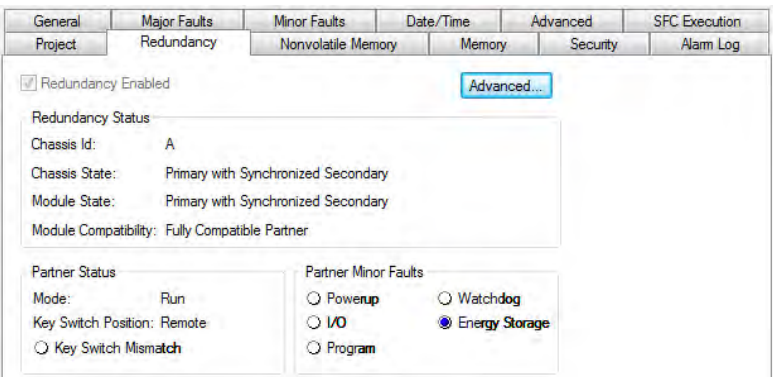 General Major Faults Minor Faults Date/Time Advanced SFC Execution
Project Redundancy Nonvolatile Memory Memory Security Alarm Log
Redundancy Enabled Advanced...
Redundancy Status
Chassis Id: A
Chassis State: Primary with Synchronized Secondary
Module State: Primary with Synchronized Secondary
Module Compatibility: Fully Compatible Partner
Partner Status Partner Minor Faults
Mode: Run Powerup Watchdog
Key Switch Position: Remote I/O Energy Storage
Key Switch Mismatch Program